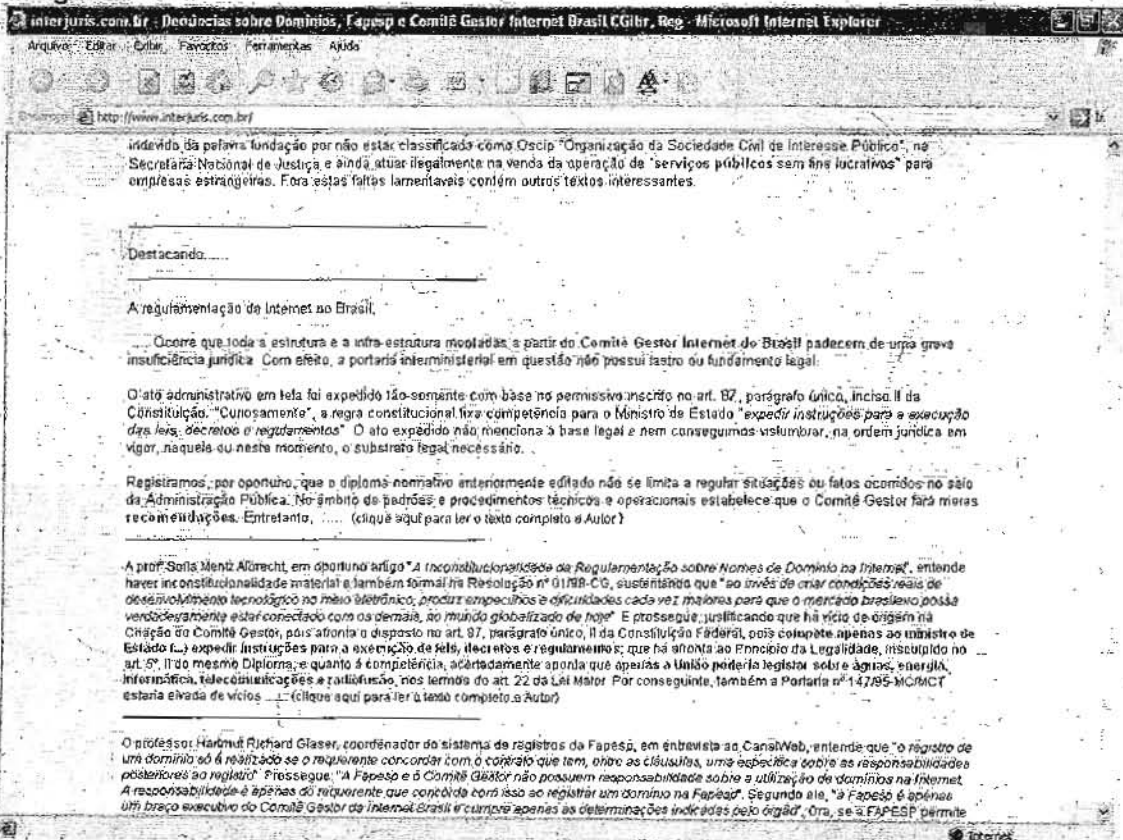 interjuris.com.br - Denúncias sobre Domínios, Fapesp e Comitê Gestor Internet Brasil CGIbr, Reg - Microsoft Internet Explorer
Arquivo Editar Exibir Favoritos Ferramentas Ajuda
http://www.interjuris.com.br/
indevido da palavra fundação por não estar classificada como Oscip "Organização da Sociedade Civil de Interesse Público", na
Secretaria Nacional de Justiça e ainda atuar ilegalmente na venda da operação de "serviços públicos sem fins lucrativos" para
empresas estrangeiras. Fora estas faltas lamentaveis contém outros textos interessantes.
Destacando......
A regulamentação da Internet no Brasil.
..... Ocorre que toda a estrutura e a infra-estrutura montadas a partir do Comitê Gestor Internet do Brasil padecem de uma grave
insuficiência jurídica. Com efeito, a portaria interministerial em questão não possui lastro ou fundamento legal.
O ato administrativo em tela foi expedido tão-somente com base no permissivo inscrito no art. 87, parágrafo único, inciso II da
Constituição. "Curiosamente", a regra constitucional fixa competência para o Ministro de Estado "expedir instruções para a execução
das leis, decretos e regulamentos". O ato expedido não menciona a base legal e nem conseguimos vislumbrar, na ordem jurídica em
vigor, naquele ou neste momento, o substrato legal necessário.
Registramos, por oportuno, que o diploma normativo anteriormente editado não se limita a regular situações ou fatos ocorridos no seio
da Administração Pública. No âmbito de padrões e procedimentos técnicos e operacionais estabelece que o Comitê Gestor fará meras
recomendações. Entretanto, ..... (clique aqui para ler o texto completo e Autor)
A prof. Sofia Mentz Albrecht, em oportuno artigo "A Inconstitucionalidade da Regulamentação sobre Nomes de Domínio na Internet", entende
haver inconstitucionalidade material e também formal na Resolução nº 01/98-CG, sustentando que "ao invés de criar condições reais de
desenvolvimento tecnológico no meio eletrônico, produz empecilhos e dificuldades cada vez maiores para que o mercado brasileiro possa
verdadeiramente estar conectado com os demais, ao mundo globalizado de hoje". E prossegue, justificando que há vício de origem na
Criação do Comitê Gestor, pois afronta o disposto no art. 87, parágrafo único, II da Constituição Federal, pois compete apenas ao ministro de
Estado (...) expedir instruções para a execução de leis, decretos e regulamentos; que há afronta ao Princípio da Legalidade, insculpido no
art. 5º, II do mesmo Diploma; e quanto á competência, acertadamente aponta que apenas a União poderia legislar sobre águas, energia,
informática, telecomunicações e radiofusão, nos termos do art. 22 da Lei Maior. Por conseguinte, também a Portaria nº 147/95-MC/MCT
estaria eivada de vícios ..... (clique aqui para ler o texto completo e Autor)
O professor Hartmut Richard Glaser, coordenador do sistema de registros da Fapesp, em entrevista ao CanalWeb, entende que "o registro de
um domínio só é realizado se o requerente concordar com o contrato que tem, entre as cláusulas, uma específica sobre as responsabilidades
posteriores ao registro". Prossegue: "A Fapesp e o Comitê Gestor não possuem responsabilidade sobre a utilização de domínios na Internet.
A responsabilidade é apenas do requerente que concorda com isso ao registrar um domínio na Fapesp". Segundo ele, "a Fapesp é apenas
um braço executivo do Comitê Gestor da Internet Brasil e cumpre apenas as determinações indicadas pelo órgão". Ora, se a FAPESP permite
Internet